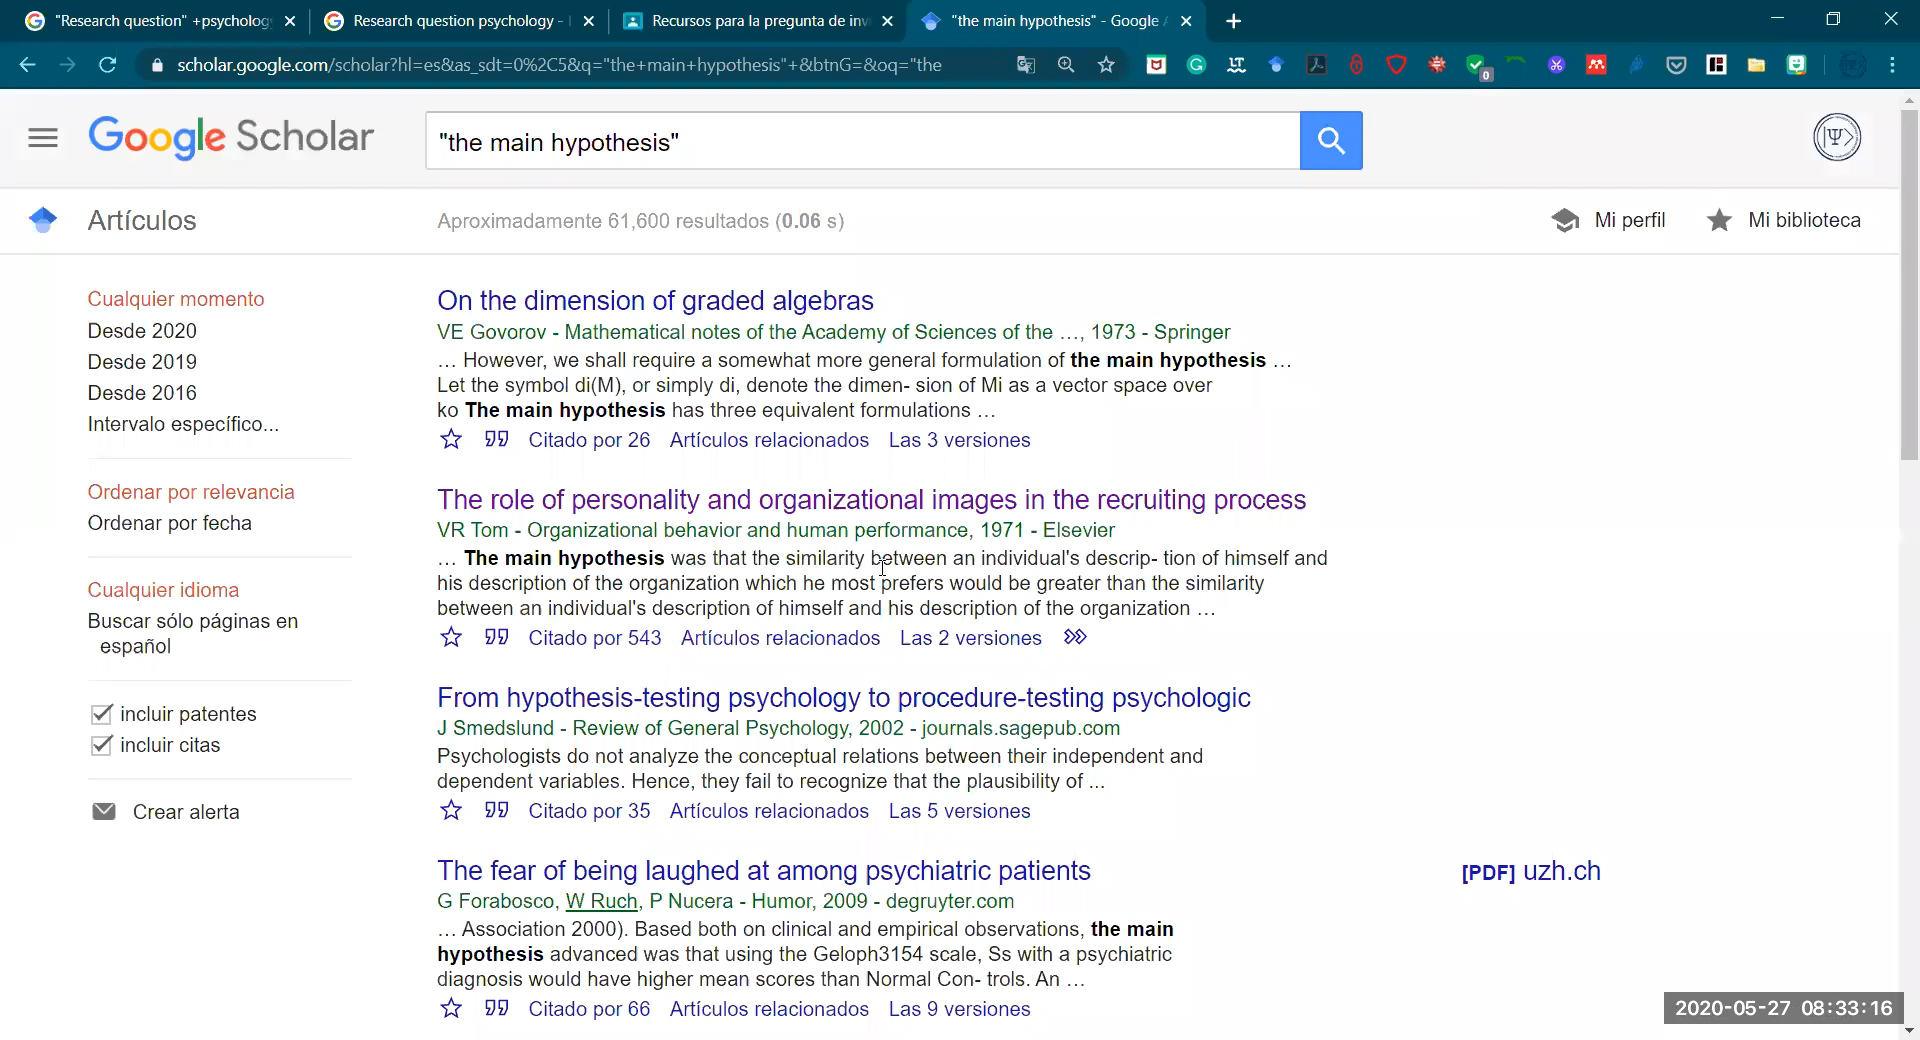 "Research question" +psycholog
Research question psychology -
Recursos para la pregunta de inv
"the main hypothesis" - Google
scholar.google.com/scholar?hl=es&as_sdt=0%2C5&q="the+main+hypothesis"+&btnG=&oq="the
0
Google Scholar
"the main hypothesis"
|Ψ>
Artículos
Aproximadamente 61,600 resultados (0.06 s)
Mi perfil
Mi biblioteca
Cualquier momento
Desde 2020
Desde 2019
Desde 2016
Intervalo específico...
Ordenar por relevancia
Ordenar por fecha
Cualquier idioma
Buscar sólo páginas en
español
incluir patentes
incluir citas
Crear alerta
On the dimension of graded algebras
VE Govorov - Mathematical notes of the Academy of Sciences of the …, 1973 - Springer
… However, we shall require a somewhat more general formulation of the main hypothesis …
Let the symbol di(M), or simply di, denote the dimen- sion of Mi as a vector space over
ko The main hypothesis has three equivalent formulations …
Citado por 26 Artículos relacionados Las 3 versiones
The role of personality and organizational images in the recruiting process
VR Tom - Organizational behavior and human performance, 1971 - Elsevier
… The main hypothesis was that the similarity between an individual's descrip- tion of himself and
his description of the organization which he most prefers would be greater than the similarity
between an individual's description of himself and his description of the organization …
Citado por 543 Artículos relacionados Las 2 versiones
From hypothesis-testing psychology to procedure-testing psychologic
J Smedslund - Review of General Psychology, 2002 - journals.sagepub.com
Psychologists do not analyze the conceptual relations between their independent and
dependent variables. Hence, they fail to recognize that the plausibility of ...
Citado por 35 Artículos relacionados Las 5 versiones
The fear of being laughed at among psychiatric patients
[PDF] uzh.ch
G Forabosco, W Ruch, P Nucera - Humor, 2009 - degruyter.com
… Association 2000). Based both on clinical and empirical observations, the main
hypothesis advanced was that using the Geloph3154 scale, Ss with a psychiatric
diagnosis would have higher mean scores than Normal Con- trols. An …
Citado por 66 Artículos relacionados Las 9 versiones
2020-05-27 08:33:16